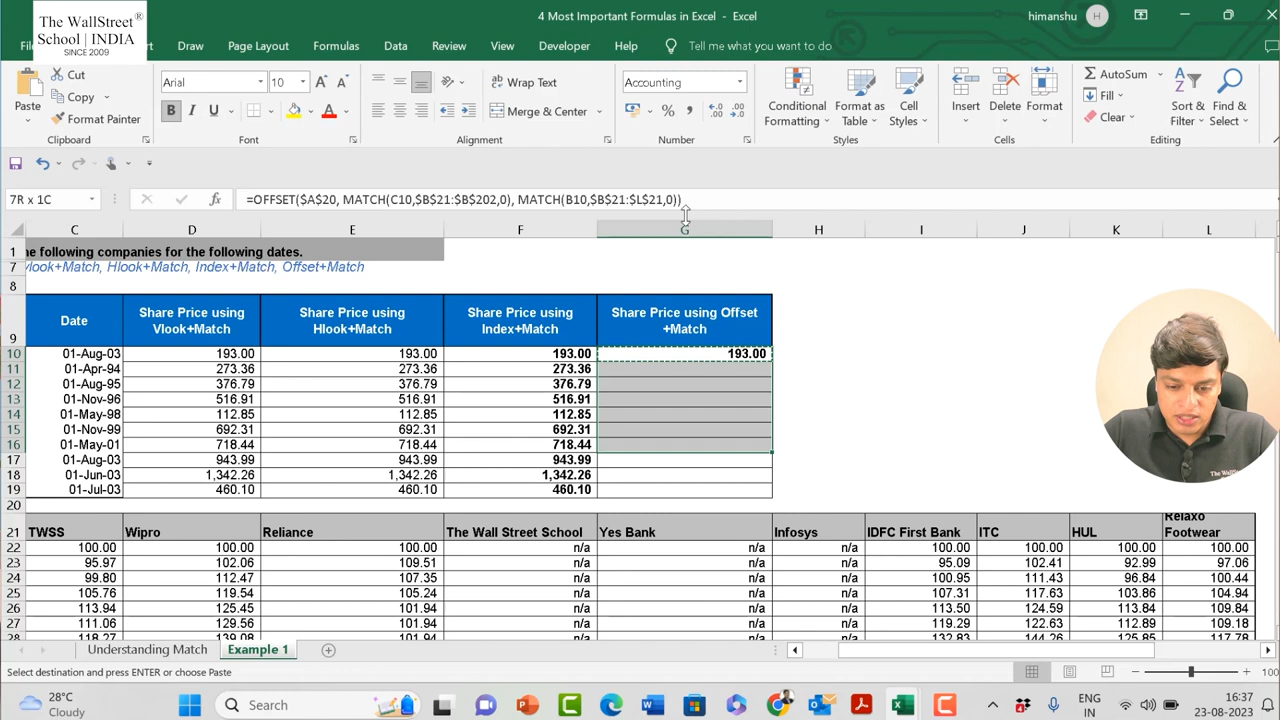 The WallStreet
School | INDIA
SINCE 2009
4 Most Important Formulas in Excel - Excel
himanshu
H
Draw
Page Layout
Formulas
Data
Review
View
Developer
Help
Tell me what you want to do
Paste
Cut
Copy
Format Painter
Clipboard
Arial
10
B
I
U
Font
Wrap Text
Merge & Center
Alignment
Accounting
Number
Conditional Formatting
Format as Table
Cell Styles
Styles
Insert
Delete
Format
Cells
AutoSum
Fill
Clear
Sort & Filter
Find & Select
Editing
7R x 1C
fx
=OFFSET($A$20, MATCH(C10,$B$21:$B$202,0), MATCH(B10,$B$21:$L$21,0))
C D E F G H I J K L
1 he following companies for the following dates.
7 Vlook+Match, Hlook+Match, Index+Match, Offset+Match
8
9 Date Share Price using Vlook+Match Share Price using Hlook+Match Share Price using Index+Match Share Price using Offset +Match
10 01-Aug-03 193.00 193.00 193.00 193.00
11 01-Apr-94 273.36 273.36 273.36
12 01-Aug-95 376.79 376.79 376.79
13 01-Nov-96 516.91 516.91 516.91
14 01-May-98 112.85 112.85 112.85
15 01-Nov-99 692.31 692.31 692.31
16 01-May-01 718.44 718.44 718.44
17 01-Aug-03 943.99 943.99 943.99
18 01-Jun-03 1,342.26 1,342.26 1,342.26
19 01-Jul-03 460.10 460.10 460.10
20
21 TWSS Wipro Reliance The Wall Street School Yes Bank Infosys IDFC First Bank ITC HUL Relaxo Footwear
22 100.00 100.00 100.00 n/a n/a n/a 100.00 100.00 100.00 100.00
23 95.97 102.06 109.51 n/a n/a n/a 95.09 102.41 92.99 97.06
24 99.80 112.47 107.35 n/a n/a n/a 100.95 111.43 96.84 100.44
25 105.76 119.54 105.24 n/a n/a n/a 107.31 117.63 103.86 104.94
26 113.94 125.45 101.94 n/a n/a n/a 113.50 124.59 113.84 109.84
27 111.06 129.56 101.94 n/a n/a n/a 119.29 122.63 112.89 109.18
28 118.27 139.08 101.94 n/a n/a n/a 132.83 144.26 125.85 117.78
Understanding Match
Example 1
Select destination and press ENTER or choose Paste
100
28°C
Cloudy
Search
ENG
IN
16:37
23-08-2023